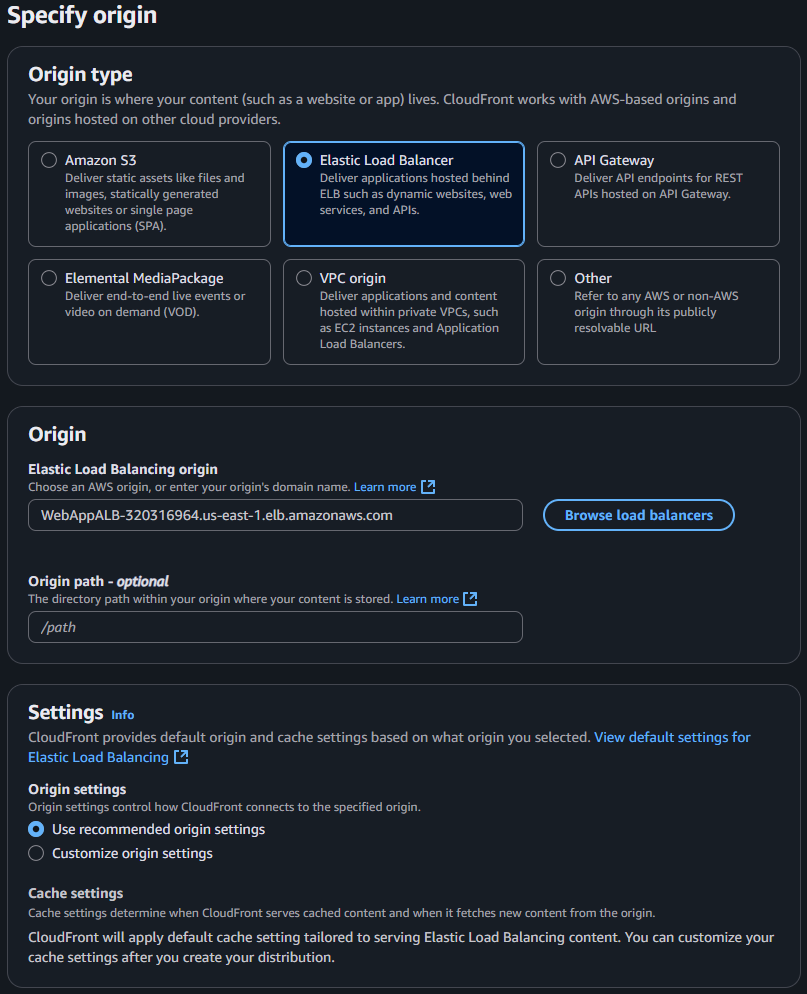 Specify origin
Origin type
Your origin is where your content (such as a website or app) lives. CloudFront works with AWS-based origins and
origins hosted on other cloud providers.
Amazon S3
Deliver static assets like files and
images, statically generated
websites or single page
applications (SPA).
Elastic Load Balancer
Deliver applications hosted behind
ELB such as dynamic websites, web
services, and APIs.
API Gateway
Deliver API endpoints for REST
APIs hosted on API Gateway.
Elemental MediaPackage
Deliver end-to-end live events or
video on demand (VOD).
VPC origin
Deliver applications and content
hosted within private VPCs, such
as EC2 instances and Application
Load Balancers.
Other
Refer to any AWS or non-AWS
origin through its publicly
resolvable URL
Origin
Elastic Load Balancing origin
Choose an AWS origin, or enter your origin's domain name. Learn more
WebAppALB-320316964.us-east-1.elb.amazonaws.com
Browse load balancers
Origin path - optional
The directory path within your origin where your content is stored. Learn more
/path
Settings Info
CloudFront provides default origin and cache settings based on what origin you selected. View default settings for
Elastic Load Balancing
Origin settings
Origin settings control how CloudFront connects to the specified origin.
Use recommended origin settings
Customize origin settings
Cache settings
Cache settings determine when CloudFront serves cached content and when it fetches new content from the origin.
CloudFront will apply default cache setting tailored to serving Elastic Load Balancing content. You can customize your
cache settings after you create your distribution.